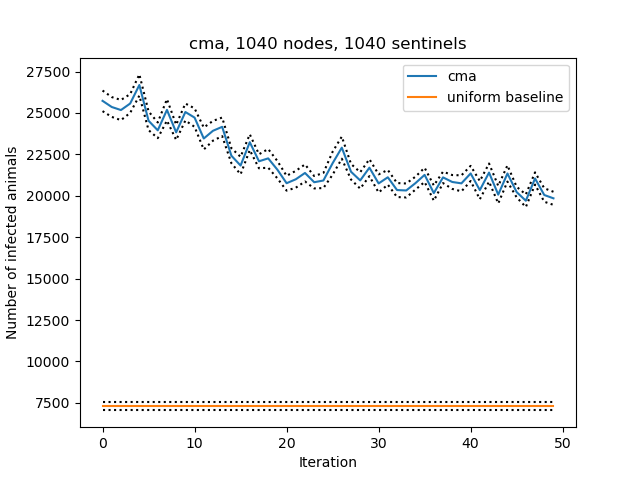 cma, 1040 nodes, 1040 sentinels
cma
uniform baseline
Number of infected animals
27500
25000
22500
20000
17500
15000
12500
10000
7500
0 10 20 30 40 50
Iteration